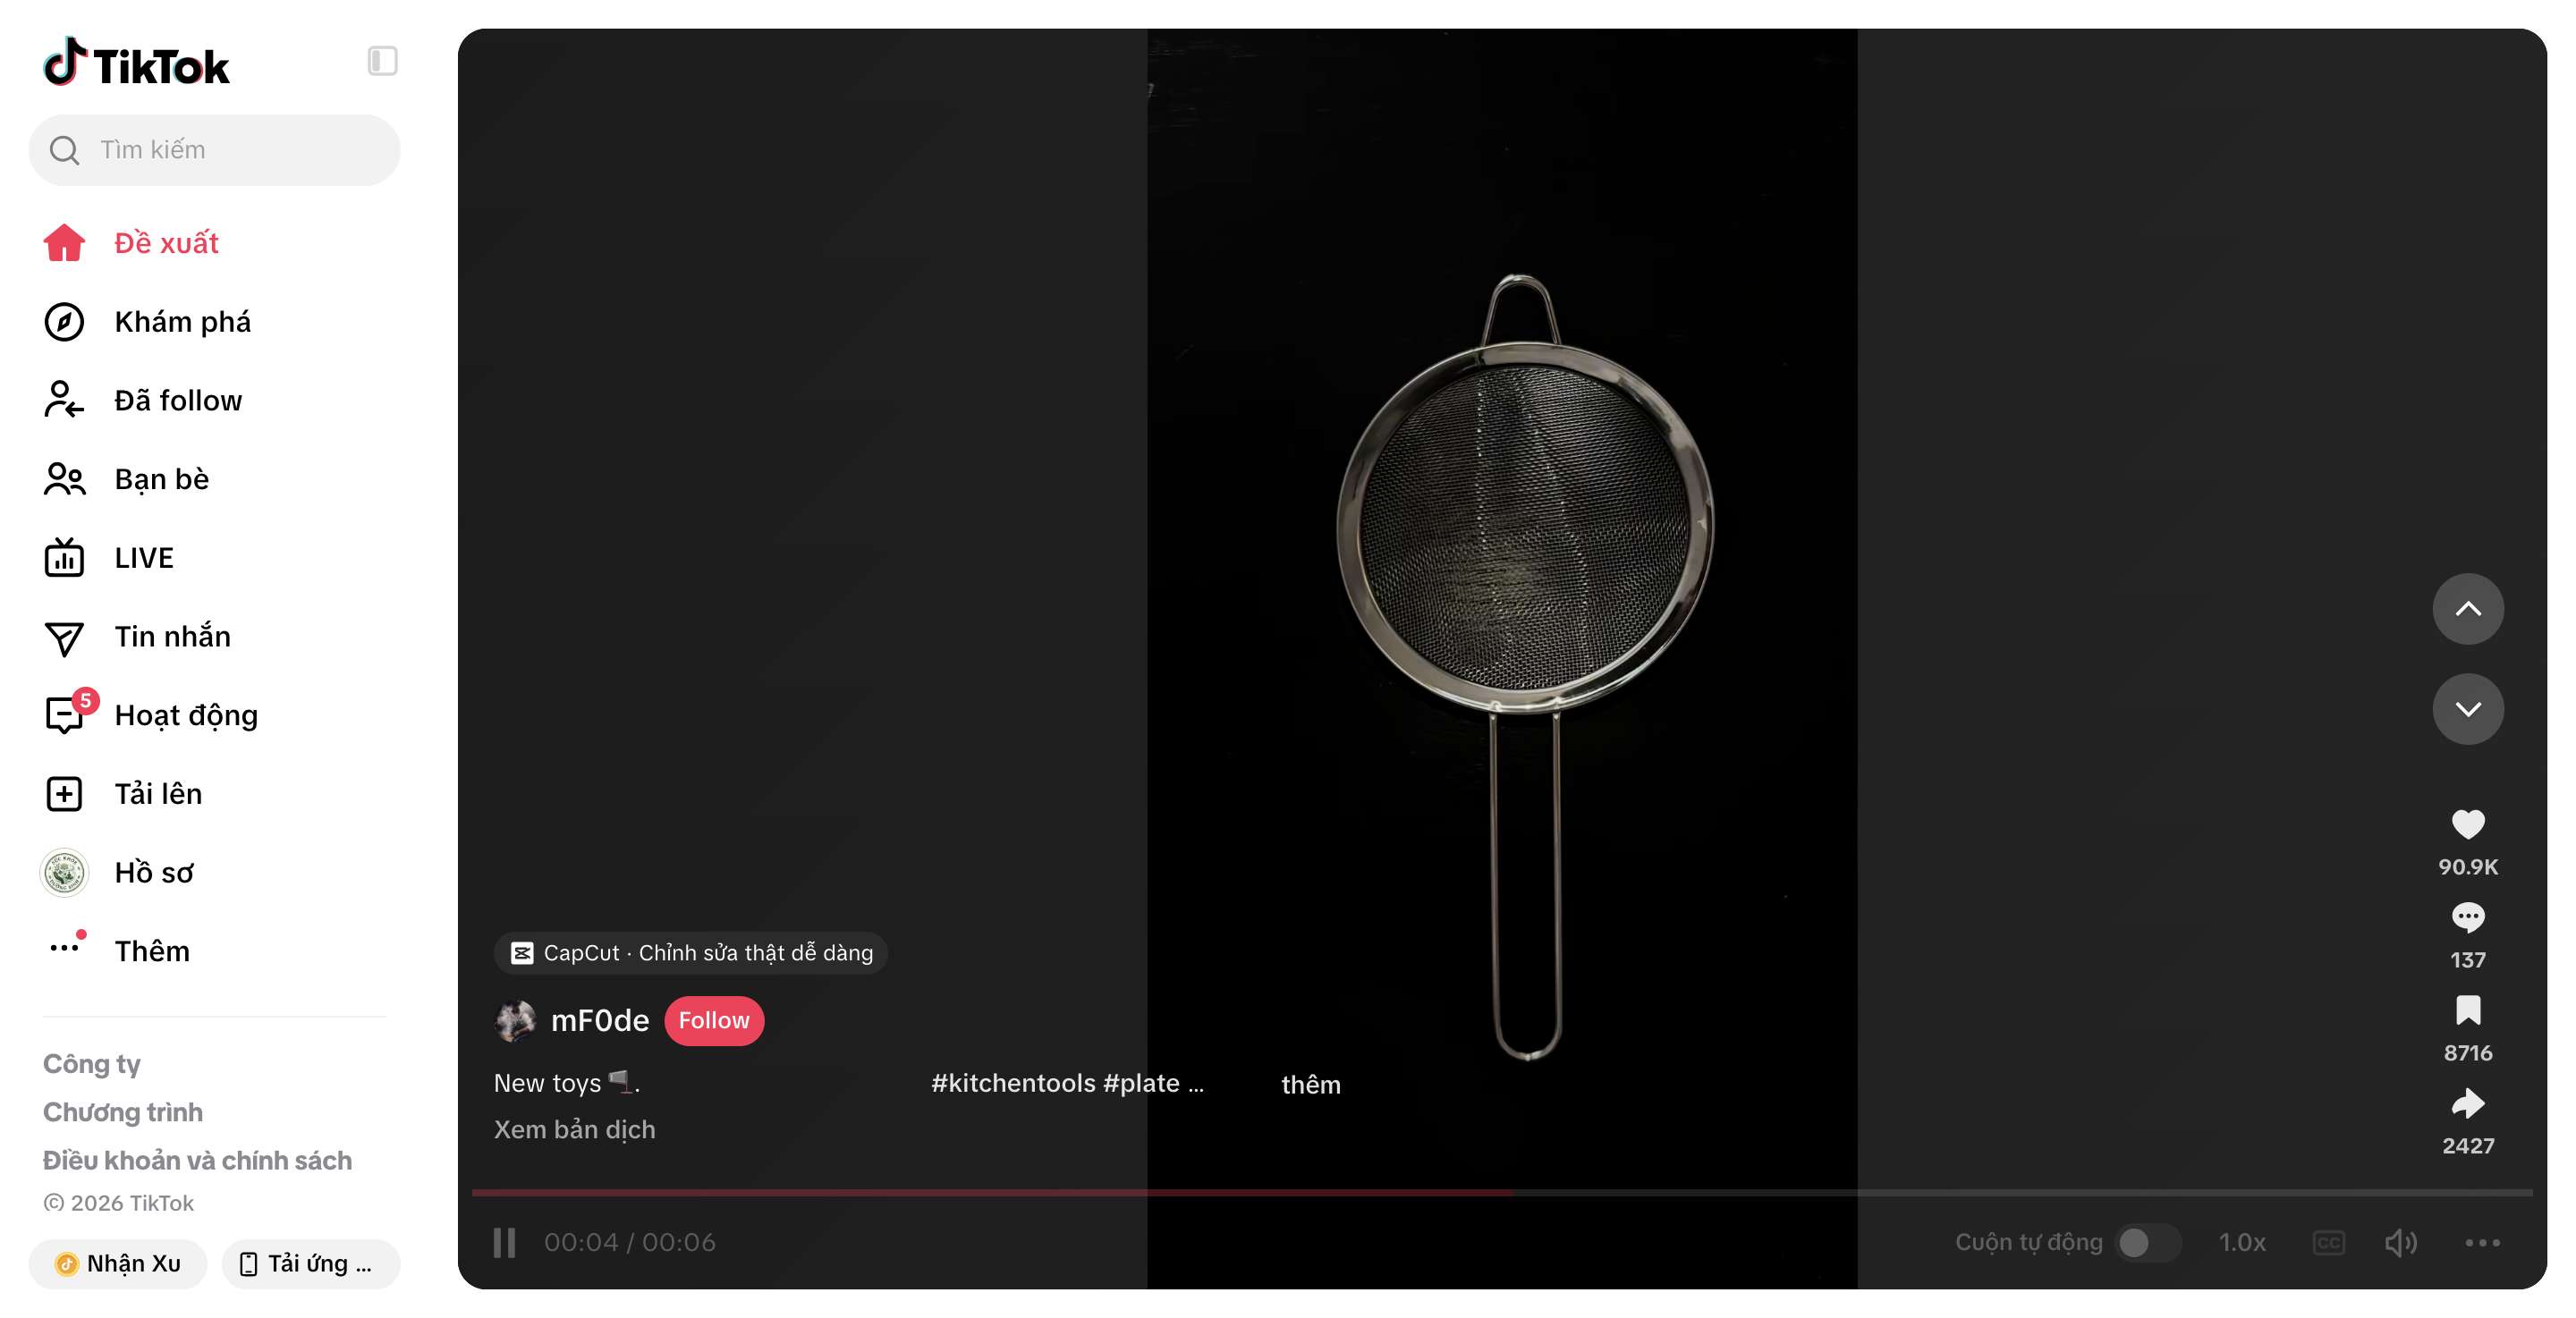 TikTok
Tìm kiếm
Đề xuất
Khám phá
Đã follow
Bạn bè
LIVE
Tin nhắn
5
Hoạt động
Tải lên
Hồ sơ
Thêm
Công ty
Chương trình
Điều khoản và chính sách
© 2026 TikTok
Nhận Xu
Tải ứng ...
CapCut · Chỉnh sửa thật dễ dàng
mF0de Follow
New toys . #kitchentools #plate ... thêm
Xem bản dịch
90.9K
137
8716
2427
00:04 / 00:06
Cuộn tự động 1.0x CC